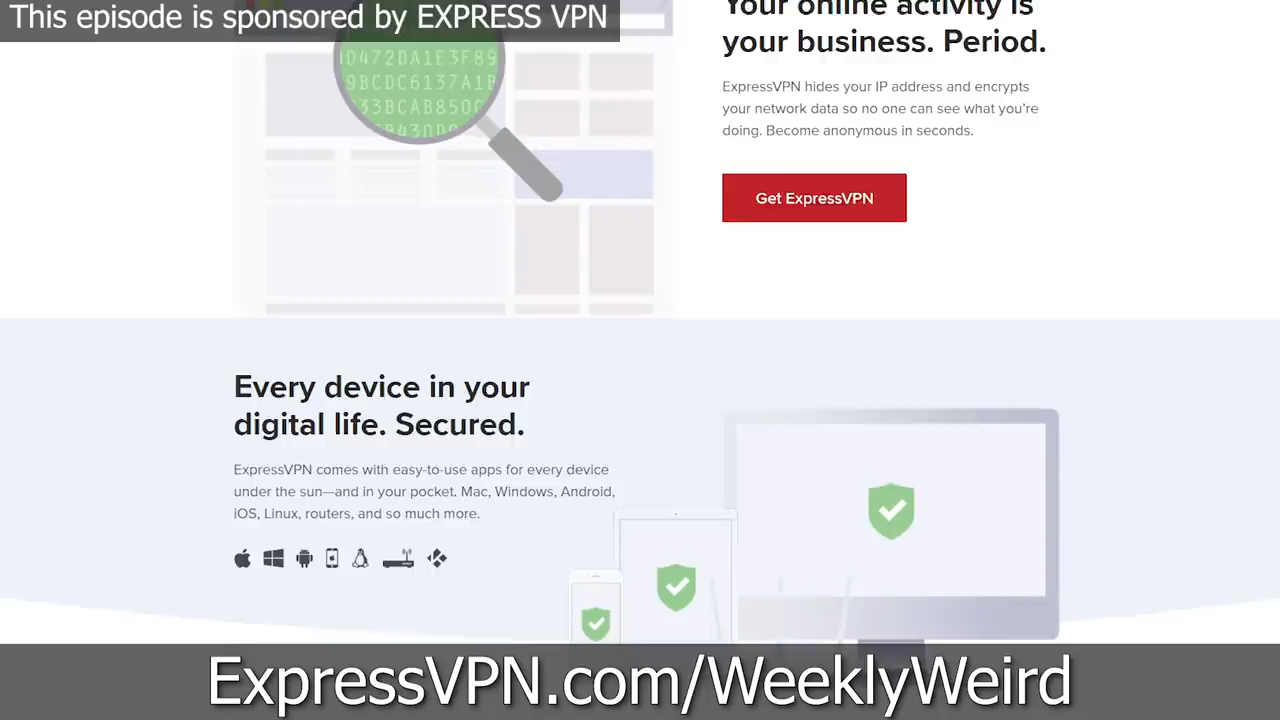 This episode is sponsored by EXPRESS VPN
Your online activity is
your business. Period.
ExpressVPN hides your IP address and encrypts
your network data so no one can see what you're
doing. Become anonymous in seconds.
Get ExpressVPN
0472DA1E3F89
9BCDC6137A1B
33BCAB850C
Every device in your
digital life. Secured.
ExpressVPN comes with easy-to-use apps for every device
under the sun—and in your pocket. Mac, Windows, Android,
iOS, Linux, routers, and so much more.
ExpressVPN.com/WeeklyWeird